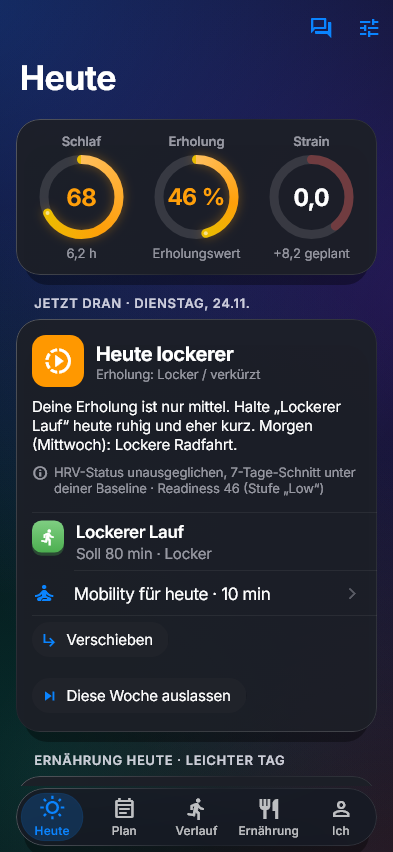 Heute
Schlaf Erholung Strain
68 46 % 0,0
6,2 h Erholungswert +8,2 geplant
JETZT DRAN · DIENSTAG, 24.11.
Heute lockerer
Erholung: Locker / verkürzt
Deine Erholung ist nur mittel. Halte „Lockerer
Lauf“ heute ruhig und eher kurz. Morgen
(Mittwoch): Lockere Radfahrt.
HRV-Status unausgeglichen, 7-Tage-Schnitt unter
deiner Baseline · Readiness 46 (Stufe „Low“)
Lockerer Lauf
Soll 80 min · Locker
Mobility für heute · 10 min
Verschieben
Diese Woche auslassen
ERNÄHRUNG HEUTE · LEICHTER TAG
Heute Plan Verlauf Ernährung Ich